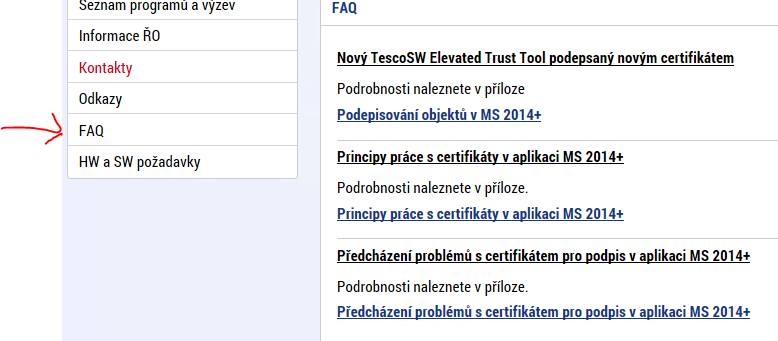 Seznam programů a výzev
Informace ŘO
Kontakty
Odkazy
FAQ
HW a SW požadavky
FAQ
Nový TescoSW Elevated Trust Tool podepsaný novým certifikátem
Podrobnosti naleznete v příloze
Podepisování objektů v MS 2014+
Principy práce s certifikáty v aplikaci MS 2014+
Podrobnosti naleznete v příloze.
Principy práce s certifikáty v aplikaci MS 2014+
Předcházení problémů s certifikátem pro podpis v aplikaci MS 2014+
Podrobnosti naleznete v příloze.
Předcházení problémů s certifikátem pro podpis v aplikaci MS 2014+